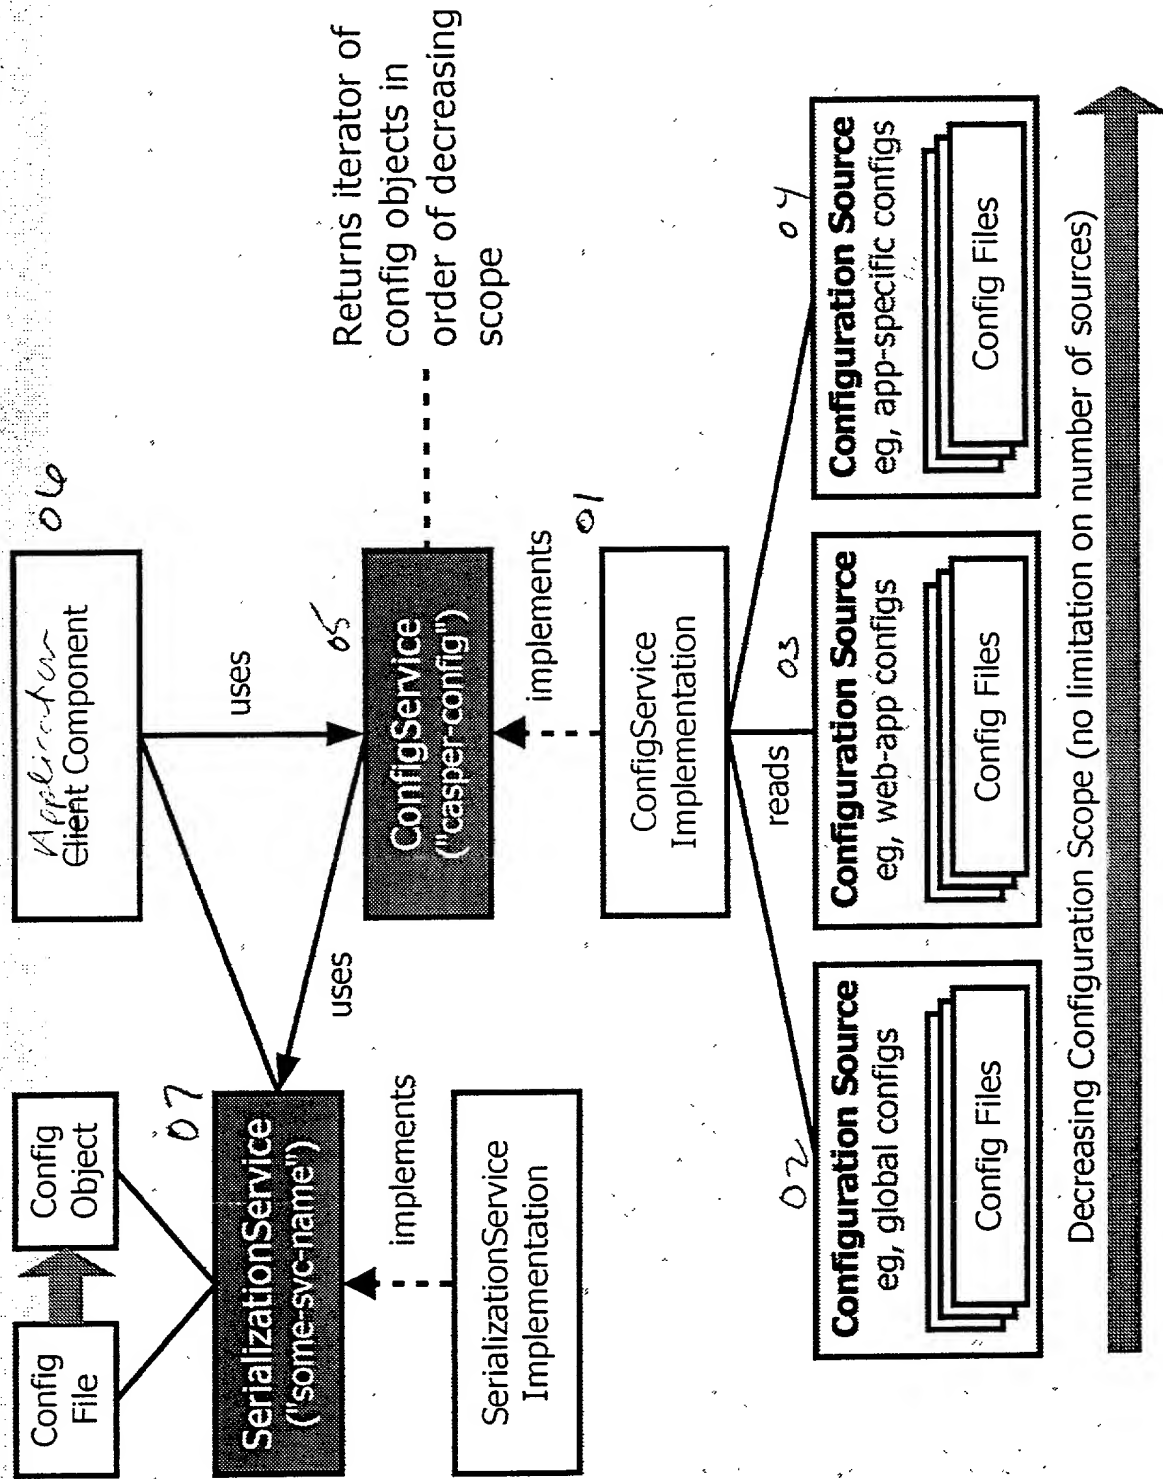 Config
File
Config
Object
Application
Client Component
06
07
SerializationService
("some-svc-name")
uses
uses
05
ConfigService
("casper-config")
Returns iterator of
config objects in
order of decreasing
scope
implements
implements
01
SerializationService
Implementation
ConfigService
Implementation
reads
02
03
04
Configuration Source
eg, global configs
Config Files
Configuration Source
eg, web-app configs
Config Files
Configuration Source
eg, app-specific configs
Config Files
Decreasing Configuration Scope (no limitation on number of sources)